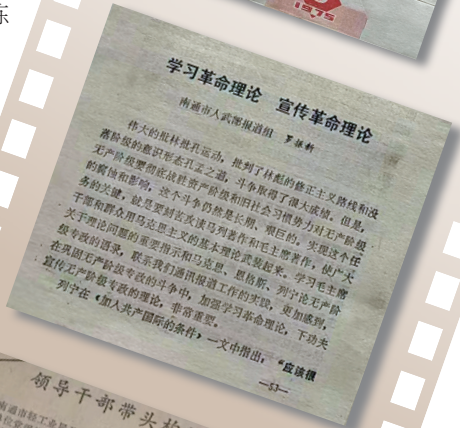 陈
1975
学习革命理论 宣传革命理论
南通市人武部报道组 罗振新
伟大的批林批孔运动，批判了林彪的修正主义路线和没
落阶级的意识形态孔孟之道，斗争取得了很大成绩。但是，
无产阶级要彻底战胜资产阶级和旧社会习惯势力对无产阶级
的腐蚀和影响，这个斗争仍然是长期、艰巨的，实现这个任
务的关键，就是要刻苦攻读马列著作和毛主席著作，使广大
干部和群众用马克思主义的基本理论武装起来。学习毛主席
关于理论问题的重要指示和马克思、恩格斯、列宁论无产阶
级专政的语录，联系我们通讯报道工作的实践，更加感到，
在巩固无产阶级专政的斗争中，加强学习革命理论，下功夫
宣传无产阶级专政的理论，非常重要。
列宁在《加入共产国际的条件》一文中指出，“应该很
—53—
领导干部带头
南通市轻工业局